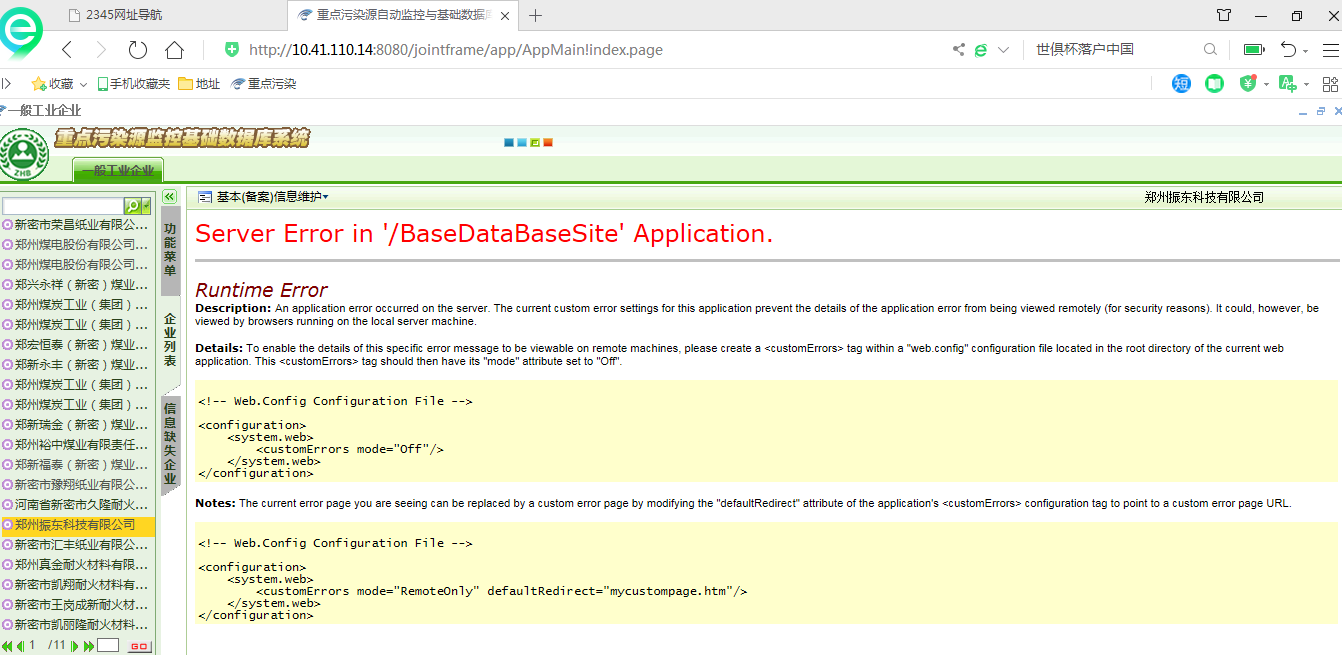 2345网址导航
重点污染源自动监控与基础数据库
http://10.41.110.14:8080/jointframe/app/AppMain!index.page
世俱杯落户中国
收藏
手机收藏夹
地址
重点污染
短
一般工业企业
重点污染源监控基础数据库系统
ZHB
一般工业企业
基本(备案)信息维护
郑州振东科技有限公司
新密市荣昌纸业有限公...
郑州煤电股份有限公司...
郑州煤电股份有限公司...
郑兴永祥（新密）煤业...
郑州煤炭工业（集团）...
郑州煤炭工业（集团）...
郑宏恒泰（新密）煤业...
郑新永丰（新密）煤业...
郑州煤炭工业（集团）...
郑州煤炭工业（集团）...
郑新瑞金（新密）煤业...
郑州裕中煤业有限责任...
郑新福泰（新密）煤业...
新密市豫翔纸业有限公...
河南省新密市久隆耐火...
郑州振东科技有限公司
新密市汇丰纸业有限公...
郑州真金耐火材料有限...
新密市凯翔耐火材料有...
新密市王岗成新耐火材...
新密市凯丽隆耐火材料...
1 /11
GO
功能菜单
企业列表
信息缺失企业
Server Error in '/BaseDataBaseSite' Application.
Runtime Error
Description: An application error occurred on the server. The current custom error settings for this application prevent the details of the application error from being viewed remotely (for security reasons). It could, however, be
viewed by browsers running on the local server machine.
Details: To enable the details of this specific error message to be viewable on remote machines, please create a <customErrors> tag within a "web.config" configuration file located in the root directory of the current web
application. This <customErrors> tag should then have its "mode" attribute set to "Off".
<!-- Web.Config Configuration File -->
<configuration>
<system.web>
<customErrors mode="Off"/>
</system.web>
</configuration>
Notes: The current error page you are seeing can be replaced by a custom error page by modifying the "defaultRedirect" attribute of the application's <customErrors> configuration tag to point to a custom error page URL.
<!-- Web.Config Configuration File -->
<configuration>
<system.web>
<customErrors mode="RemoteOnly" defaultRedirect="mycustompage.htm"/>
</system.web>
</configuration>